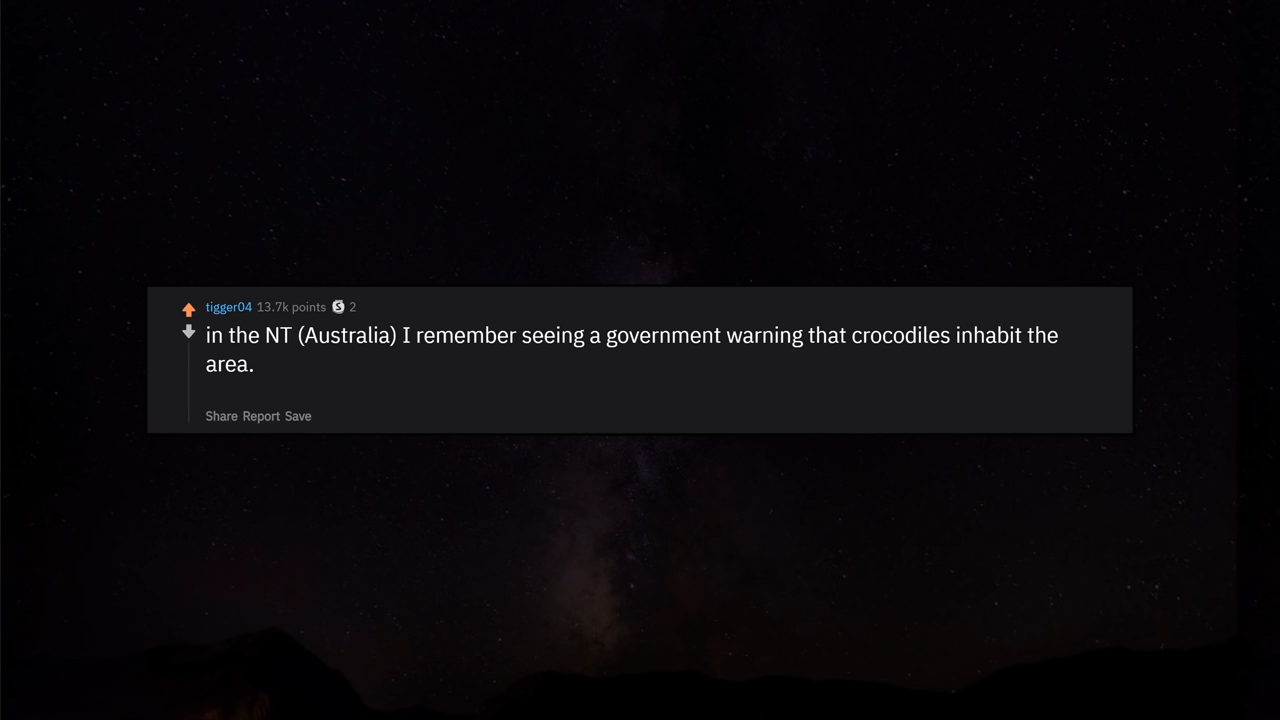 tigger04 13.7k points S 2
in the NT (Australia) I remember seeing a government warning that crocodiles inhabit the
area.
Share Report Save